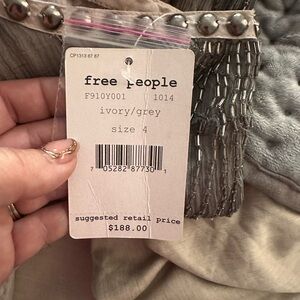 CP1313 67 87
free people
F910Y001 1014
ivory/grey
size 4
7 05282 87730 1
suggested retail price
$188.00